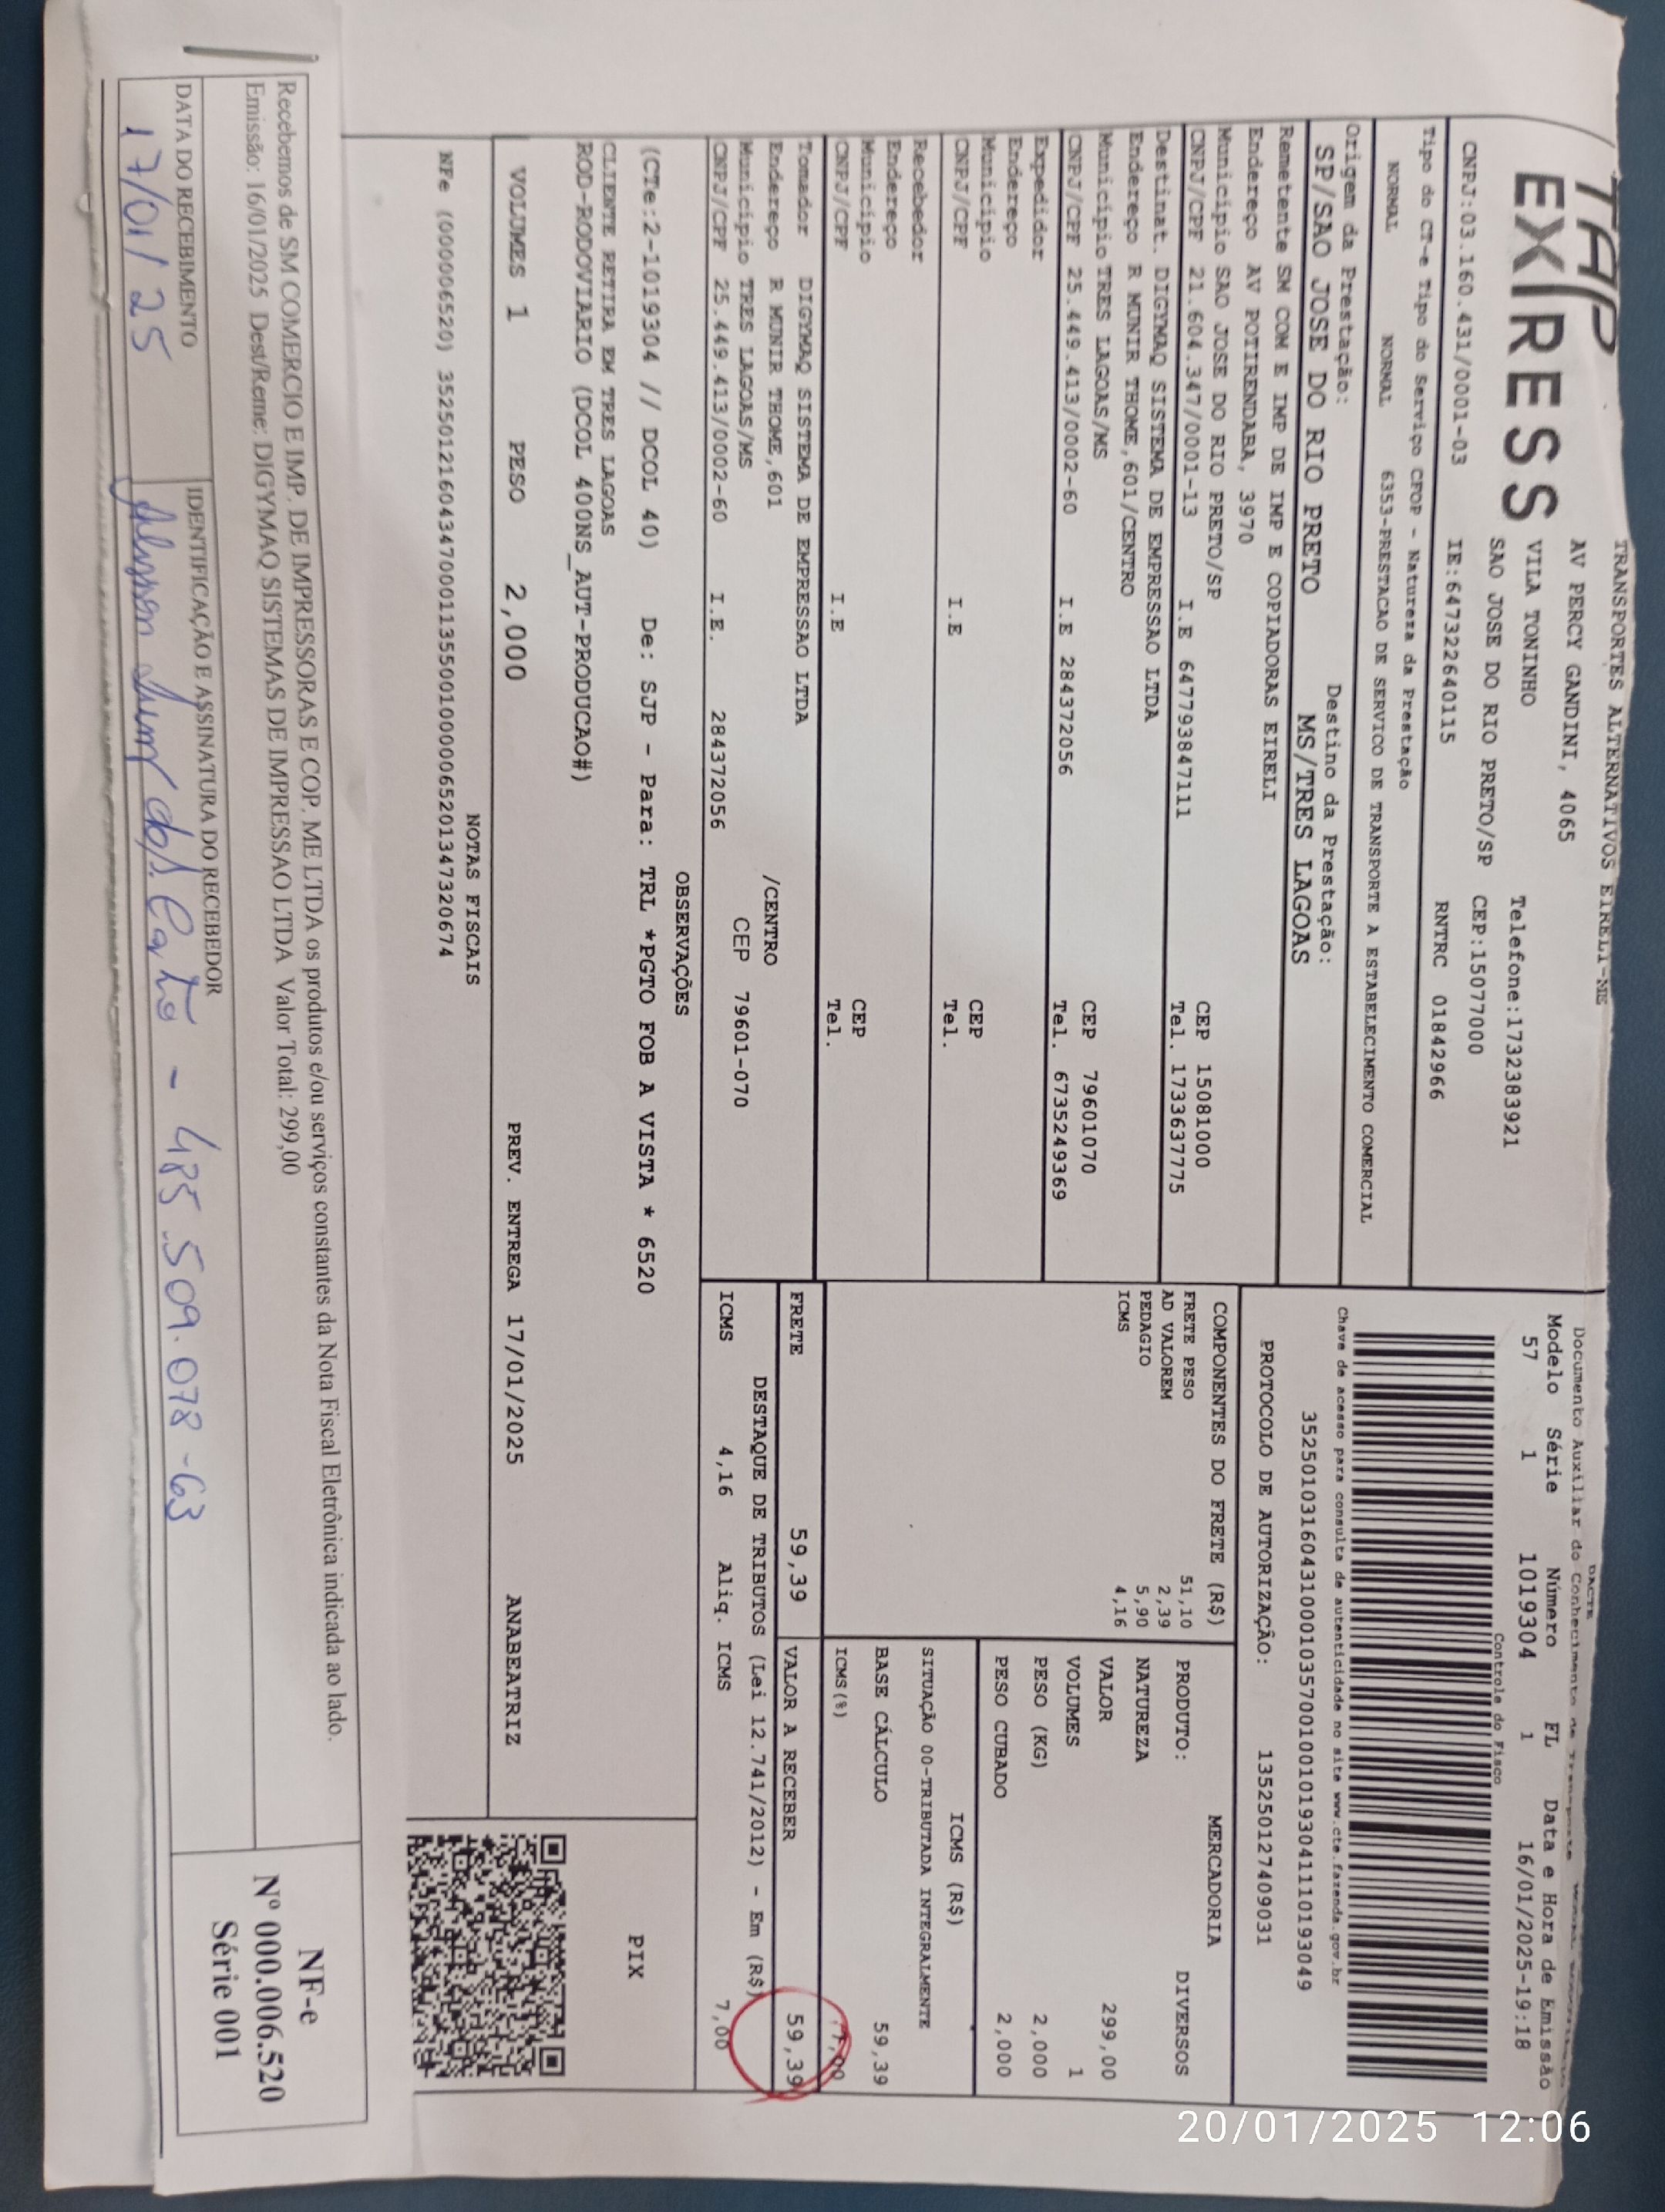 TRANSPORTES ALTERNATIVOS EIRELI-ME
TAP
EXPRESS
AV PERCY GANDINI, 4065
VILA TONINHO Telefone:1732383921
SAO JOSE DO RIO PRETO/SP CEP:15077000
CNPJ:03.160.431/0001-03 IE:647322640115 RNTRC 01842966
Tipo do CT-e Tipo do Serviço CFOP - Natureza da Prestação
NORMAL NORMAL 6353-PRESTACAO DE SERVICO DE TRANSPORTE A ESTABELECIMENTO COMERCIAL
Origem da Prestação: Destino da Prestação:
SP/SAO JOSE DO RIO PRETO MS/TRES LAGOAS
Remetente SM COM E IMP DE IMP E COPIADORAS EIRELI
Endereço AV POTIRENDABA, 3970
Municipio SAO JOSE DO RIO PRETO/SP CEP 15081000
CNPJ/CPF 21.604.347/0001-13 I.E 647793847111 Tel. 1733637775
Destinat. DIGYMAQ SISTEMA DE EMPRESSAO LTDA
Endereço R MUNIR THOME,601/CENTRO
Municipio TRES LAGOAS/MS CEP 79601070
CNPJ/CPF 25.449.413/0002-60 I.E 284372056 Tel. 6735249369
Expedidor
Endereço
Municipio CEP
CNPJ/CPF I.E Tel.
Recebedor
Endereço
Município CEP
CNPJ/CPF I.E Tel.
Tomador DIGYMAQ SISTEMA DE EMPRESSAO LTDA
Endereço R MUNIR THOME,601 /CENTRO
Município TRES LAGOAS/MS CEP 79601-070
CNPJ/CPF 25.449.413/0002-60 I.E. 284372056
DACTE
Documento Auxiliar do Conhecimento de
Modelo Série Número FL Data e Hora de Emissão
57 1 1019304 1 16/01/2025-19:18
Controle do Fisco
Chave de acesso para consulta de autenticidade no site www.cte.fazenda.gov.br
35250103160431000103570010010193041110193049
PROTOCOLO DE AUTORIZAÇÃO: 135250127409031
COMPONENTES DO FRETE (R$)
FRETE PESO 51,10
AD VALOREM 2,39
PEDAGIO 5,90
ICMS 4,16
MERCADORIA
PRODUTO: DIVERSOS
NATUREZA
VALOR 299,00
VOLUMES 1
PESO (KG) 2,000
PESO CUBADO 2,000
ICMS (R$)
SITUAÇÃO 00-TRIBUTADA INTEGRALMENTE
BASE CÁLCULO 59,39
ICMS(%)
FRETE 59,39 VALOR A RECEBER 59,39
DESTAQUE DE TRIBUTOS (Lei 12.741/2012) - Em (R$)
ICMS 4,16 Aliq. ICMS 7,00
OBSERVAÇÕES
(CTe:2-1019304 // DCOL 40) De: SJP - Para: TRL *PGTO FOB A VISTA * 6520
CLIENTE RETIRA EM TRES LAGOAS
ROD-RODOVIARIO (DCOL 400NS_AUT-PRODUCAO#)
PIX
VOLUMES 1 PESO 2,000 PREV. ENTREGA 17/01/2025 ANABEATRIZ
NOTAS FISCAIS
NFe (000006520) 35250121604347000113550010000065201347320674
Recebemos de SM COMERCIO E IMP. DE IMPRESSORAS E COP. ME LTDA os produtos e/ou serviços constantes da Nota Fiscal Eletrônica indicada ao lado.
Emissão: 16/01/2025 Dest/Reme: DIGYMAQ SISTEMAS DE IMPRESSAO LTDA Valor Total: 299,00
DATA DO RECEBIMENTO
17/01/25
IDENTIFICAÇÃO E ASSINATURA DO RECEBEDOR
- 485.509.078-63
NF-e
Nº 000.006.520
Série 001
20/01/2025 12:06